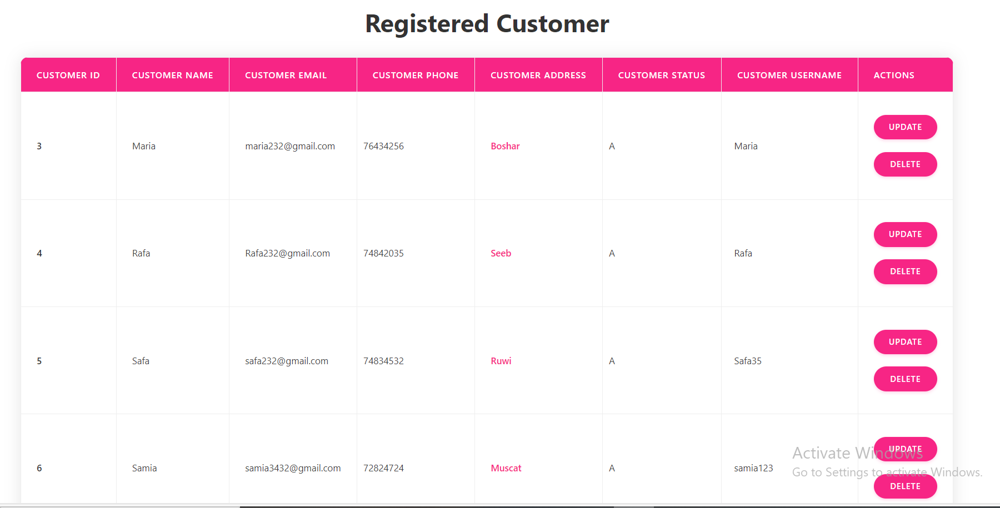 Registered Customer
CUSTOMER ID CUSTOMER NAME CUSTOMER EMAIL CUSTOMER PHONE CUSTOMER ADDRESS CUSTOMER STATUS CUSTOMER USERNAME ACTIONS
UPDATE
3 Maria maria232@gmail.com 76434256 Boshar A Maria
DELETE
UPDATE
4 Rafa Rafa232@gmail.com 74842035 Seeb A Rafa
DELETE
UPDATE
5 Safa safa232@gmail.com 74834532 Ruwi A Safa35
DELETE
UPDATE
6 Samia samia3432@gmail.com 72824724 Muscat A samia123
DELETE
Activate Windows
Go to Settings to activate Windows.